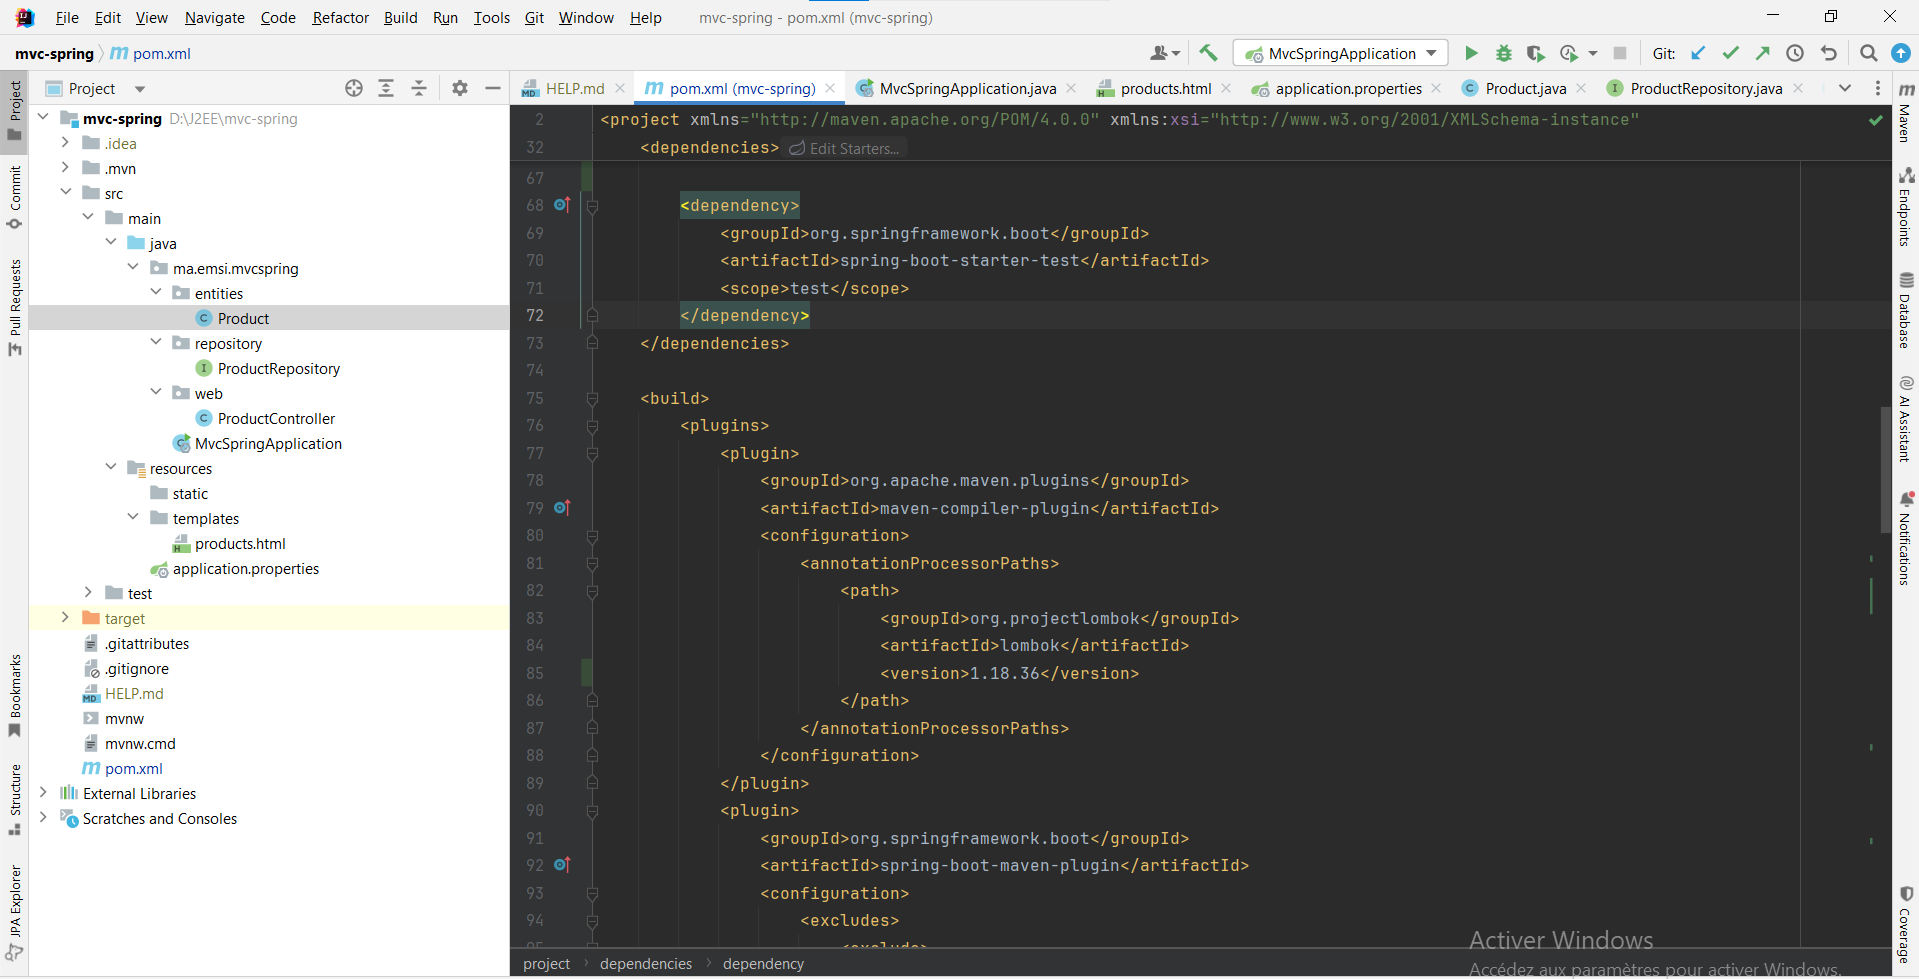 File Edit View Navigate Code Refactor Build Run Tools Git Window Help mvc-spring - pom.xml (mvc-spring)
mvc-spring m pom.xml MvcSpringApplication Git:
Project
HELP.md pom.xml (mvc-spring) MvcSpringApplication.java products.html application.properties Product.java ProductRepository.java
Project
Commit
Pull Requests
Bookmarks
Structure
JPA Explorer
mvc-spring D:\J2EE\mvc-spring
.idea
.mvn
src
main
java
ma.emsi.mvcspring
entities
Product
repository
ProductRepository
web
ProductController
MvcSpringApplication
resources
static
templates
products.html
application.properties
test
target
.gitattributes
.gitignore
HELP.md
mvnw
mvnw.cmd
pom.xml
External Libraries
Scratches and Consoles
2 <project xmlns="http://maven.apache.org/POM/4.0.0" xmlns:xsi="http://www.w3.org/2001/XMLSchema-instance"
32 <dependencies> Edit Starters...
67
68 <dependency>
69 <groupId>org.springframework.boot</groupId>
70 <artifactId>spring-boot-starter-test</artifactId>
71 <scope>test</scope>
72 </dependency>
73 </dependencies>
74
75 <build>
76 <plugins>
77 <plugin>
78 <groupId>org.apache.maven.plugins</groupId>
79 <artifactId>maven-compiler-plugin</artifactId>
80 <configuration>
81 <annotationProcessorPaths>
82 <path>
83 <groupId>org.projectlombok</groupId>
84 <artifactId>lombok</artifactId>
85 <version>1.18.36</version>
86 </path>
87 </annotationProcessorPaths>
88 </configuration>
89 </plugin>
90 <plugin>
91 <groupId>org.springframework.boot</groupId>
92 <artifactId>spring-boot-maven-plugin</artifactId>
93 <configuration>
94 <excludes>
95 <exclude>
project dependencies dependency
Maven
Endpoints
Database
AI Assistant
Notifications
Coverage
Activer Windows
Accédez aux paramètres pour activer Windows.